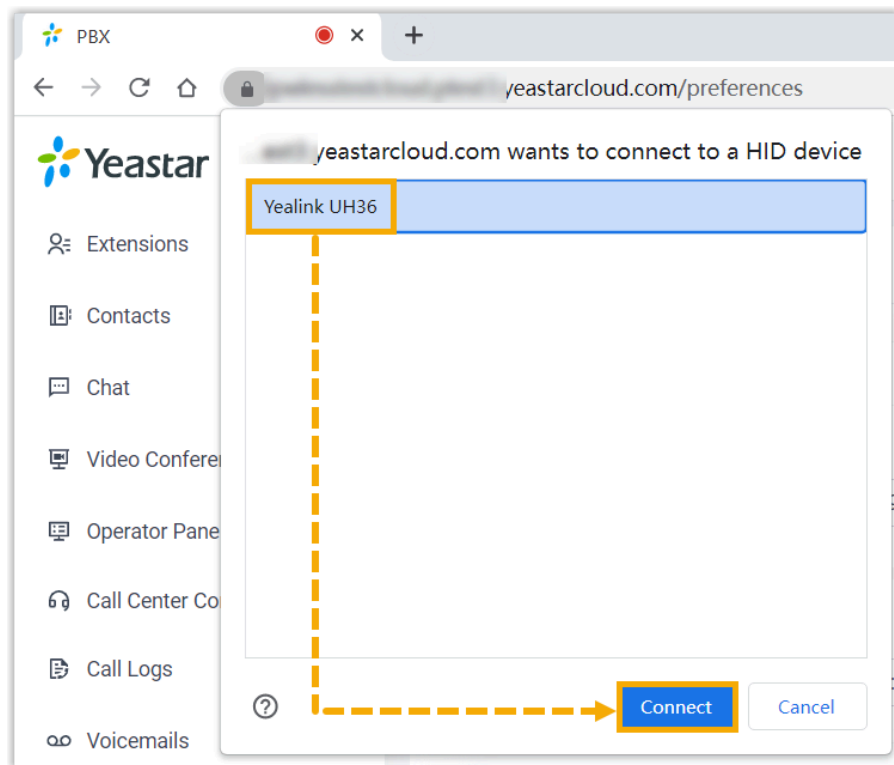 PBX
yeastarcloud.com/preferences
Yeastar
yeastarcloud.com wants to connect to a HID device
Yealink UH36
Extensions
Contacts
Chat
Video Confere
Operator Pane
Call Center Co
Call Logs
Voicemails
Connect
Cancel